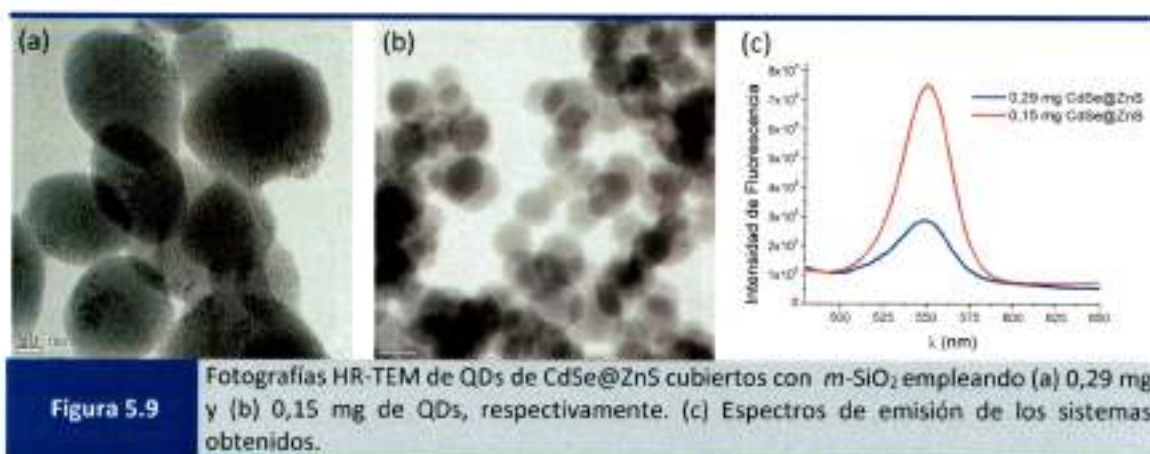 (a)
(b)
(c)
Intensidad de Fluorescencia
0,29 mg CdSe@ZnS
0,15 mg CdSe@ZnS
0
500
525
550
575
600
625
650
λ (nm)
Figura 5.9
Fotografías HR-TEM de QDs de CdSe@ZnS cubiertos con m-SiO₂ empleando (a) 0,29 mg
y (b) 0,15 mg de QDs, respectivamente. (c) Espectros de emisión de los sistemas
obtenidos.